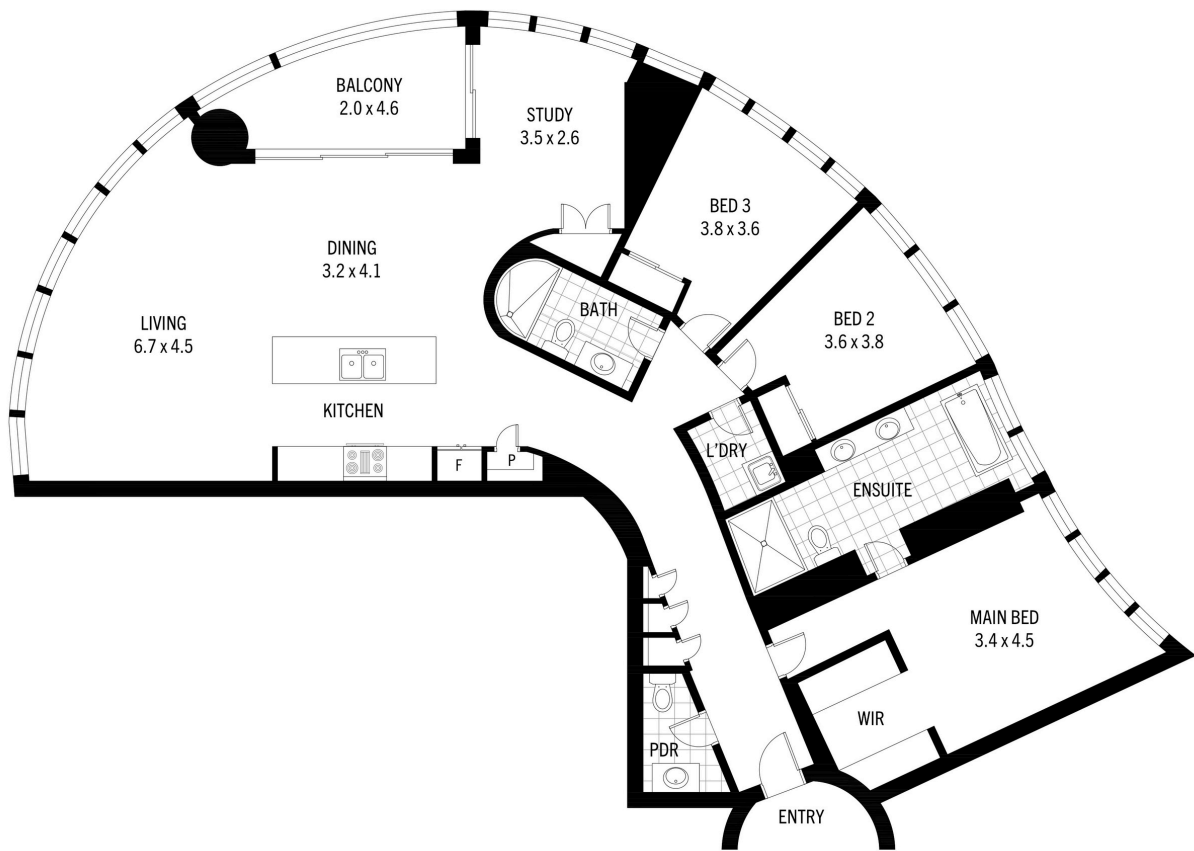 BALCONY
2.0 x 4.6
STUDY
3.5 x 2.6
BED 3
3.8 x 3.6
DINING
3.2 x 4.1
LIVING
6.7 x 4.5
BATH
BED 2
3.6 x 3.8
KITCHEN
F
P
L'DRY
ENSUITE
MAIN BED
3.4 x 4.5
WIR
PDR
ENTRY